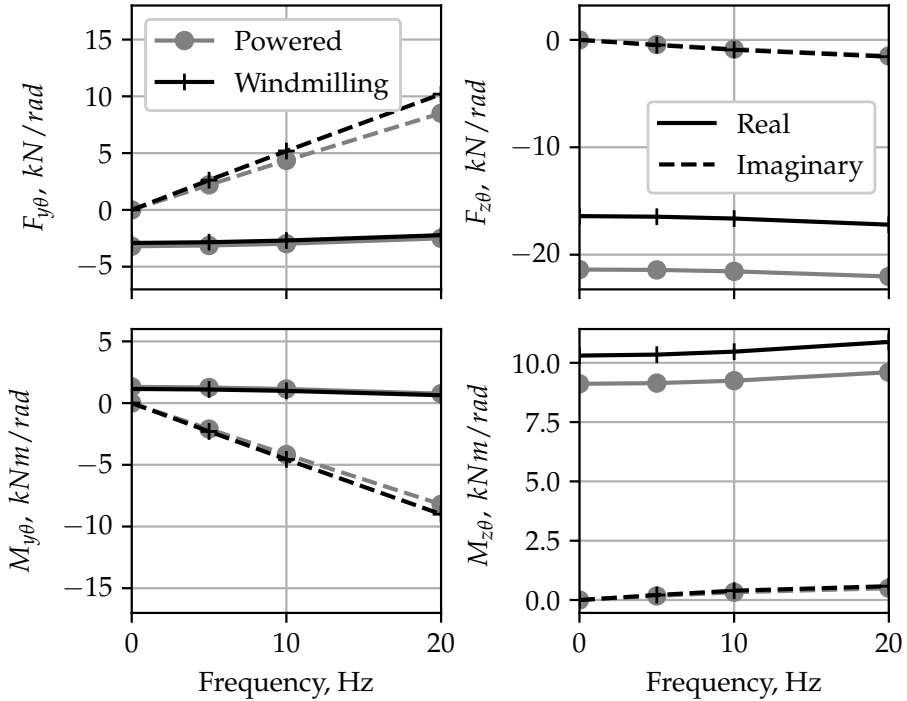 15
10
5
0
−5
F_{yθ}, kN/rad
Powered
Windmilling
0
−10
−20
F_{zθ}, kN/rad
Real
Imaginary
5
0
−5
−10
−15
M_{yθ}, kNm/rad
0
10
20
Frequency, Hz
10.0
7.5
5.0
2.5
0.0
M_{zθ}, kNm/rad
0
10
20
Frequency, Hz